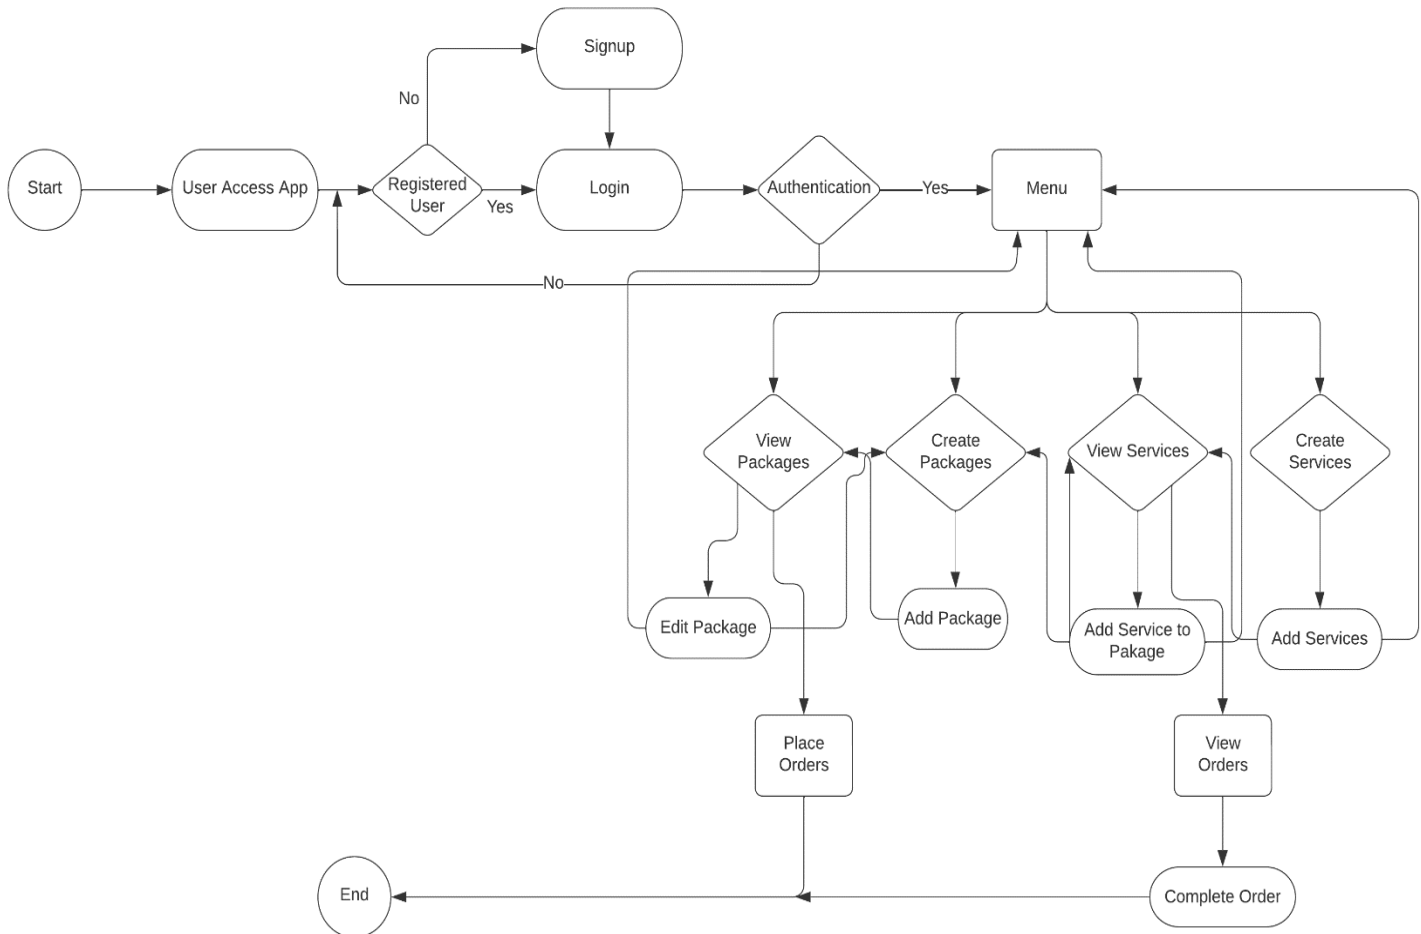 Signup
No
Start
User Access App
Registered
User
Yes
Login
Authentication
Yes
Menu
No
View
Packages
Create
Packages
View Services
Create
Services
Edit Package
Add Package
Add Service to
Pakage
Add Services
Place
Orders
View
Orders
End
Complete Order